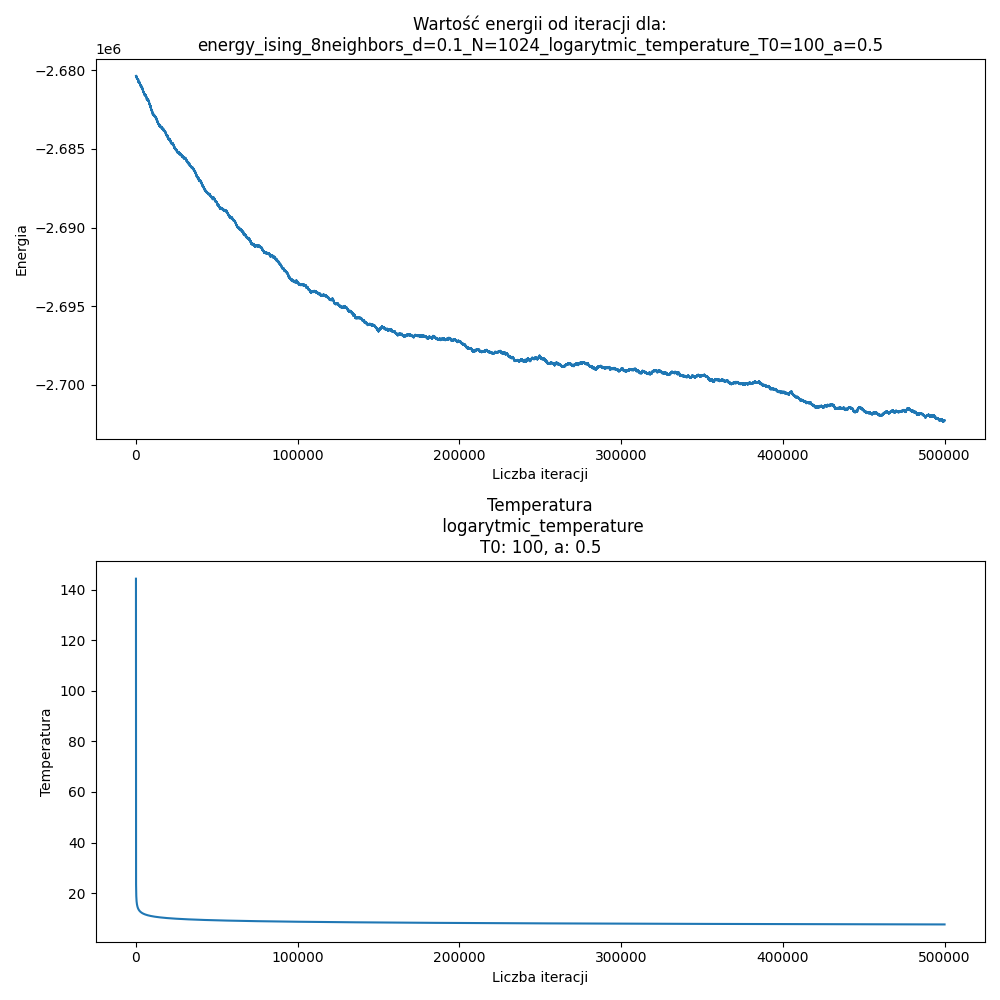 Wartość energii od iteracji dla:
energy_ising_8neighbors_d=0.1_N=1024_logarytmic_temperature_T0=100_a=0.5
1e6
−2.680
−2.685
−2.690
−2.695
−2.700
Energia
0
100000
200000
300000
400000
500000
Liczba iteracji
Temperatura
logarytmic_temperature
T0: 100, a: 0.5
140
120
100
80
60
40
20
Temperatura
0
100000
200000
300000
400000
500000
Liczba iteracji